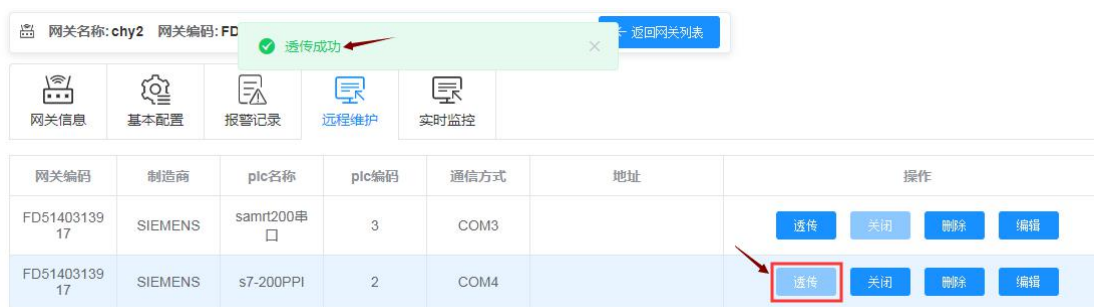 网关名称: chy2 网关编码: FD
透传成功
返回网关列表
网关信息 基本配置 报警记录 远程维护 实时监控
网关编码 制造商 plc名称 plc编码 通信方式 地址 操作
FD51403139
17
SIEMENS
samrt200串
口
3
COM3
透传 关闭 删除 编辑
FD51403139
17
SIEMENS
s7-200PPI
2
COM4
透传 关闭 删除 编辑